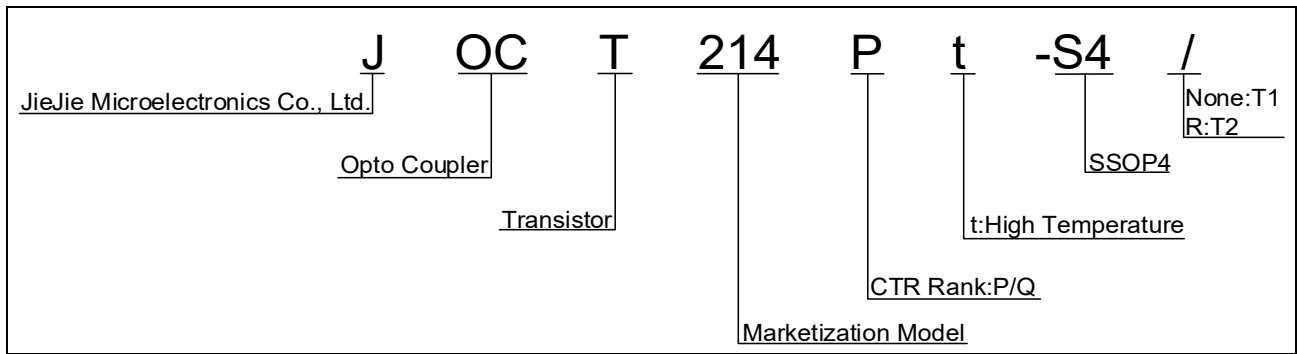 J OC T 214 P t -S4 /
JieJie Microelectronics Co., Ltd.
None:T1
R:T2
Opto Coupler
SSOP4
Transistor
t:High Temperature
CTR Rank:P/Q
Marketization Model